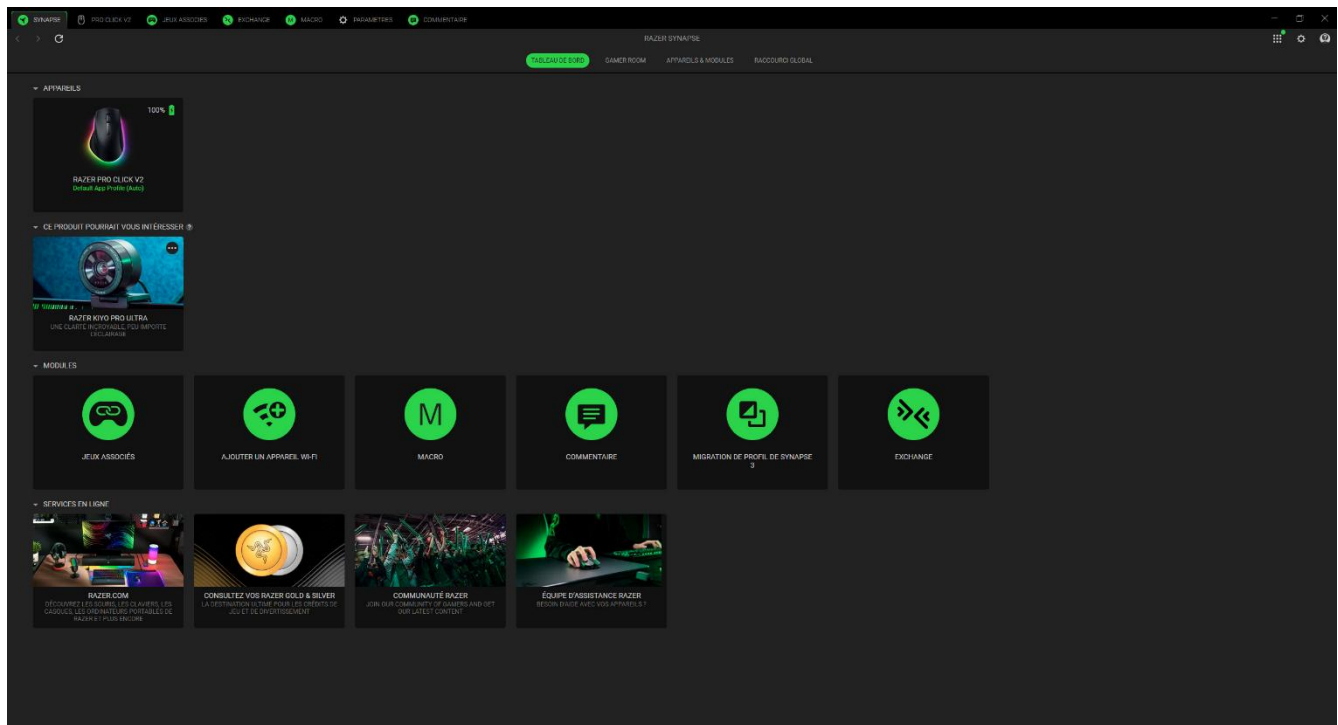 SYNAPSE
PRO CLICK V2
JEUX ASSOCIÉS
EXCHANGE
MACRO
PARAMÈTRES
COMMENTAIRE
RAZER SYNAPSE
TABLEAU DE BORD
GAMER ROOM
APPAREILS & MODULES
RACCOURCI GLOBAL
APPAREILS
100%
RAZER PRO CLICK V2
Default App Profile (Auto)
CE PRODUIT POURRAIT VOUS INTÉRESSER
RAZER KIYO PRO ULTRA
UNE CLARTÉ INCROYABLE, PEU IMPORTE
L'ÉCLAIRAGE
MODULES
JEUX ASSOCIÉS
AJOUTER UN APPAREIL WI-FI
M
MACRO
COMMENTAIRE
MIGRATION DE PROFIL DE SYNAPSE
3
EXCHANGE
SERVICES EN LIGNE
RAZER.COM
DÉCOUVREZ LES SOURIS, LES CLAVIERS, LES
CASQUES, LES ORDINATEURS PORTABLES DE
RAZER ET PLUS ENCORE
CONSULTEZ VOS RAZER GOLD & SILVER
LA DESTINATION ULTIME POUR LES CRÉDITS DE
JEU ET DE DIVERTISSEMENT
COMMUNAUTÉ RAZER
JOIN OUR COMMUNITY OF GAMERS AND GET
OUR LATEST CONTENT
ÉQUIPE D'ASSISTANCE RAZER
BESOIN D'AIDE AVEC VOS APPAREILS ?